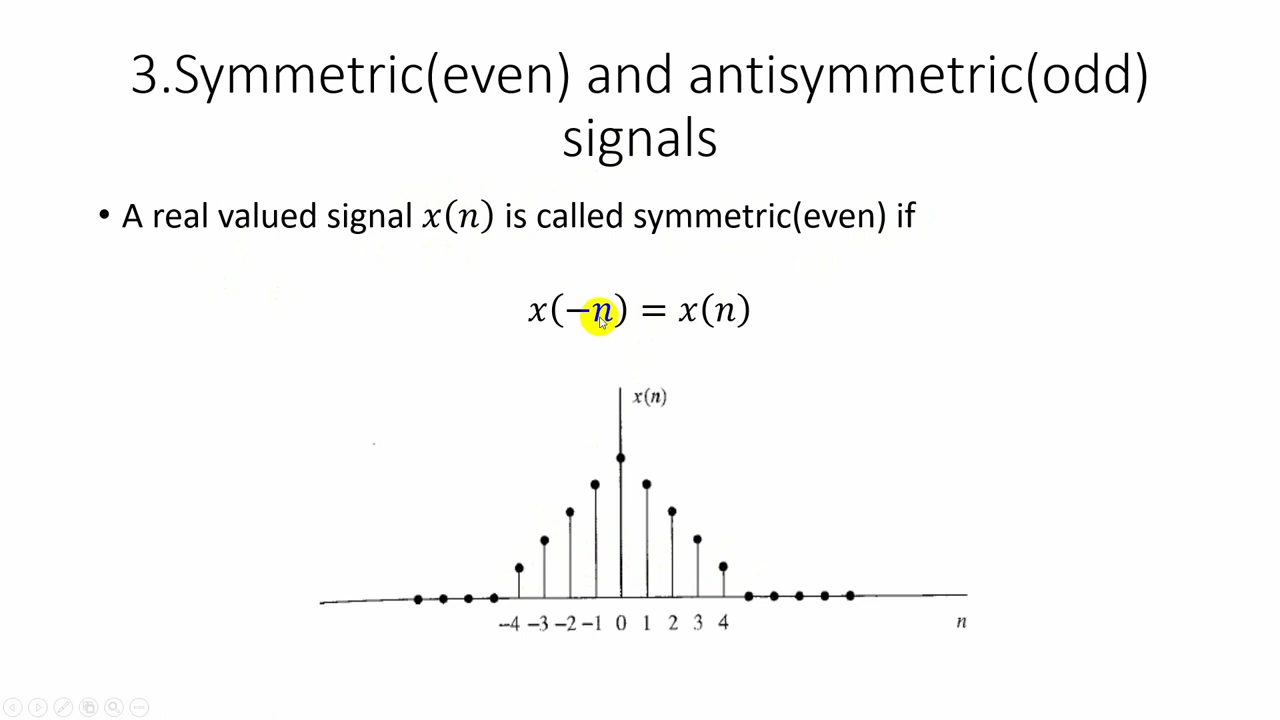 3.Symmetric(even) and antisymmetric(odd)
signals
• A real valued signal x(n) is called symmetric(even) if
x(−n) = x(n)
x(n)
−4 −3 −2 −1 0 1 2 3 4
n